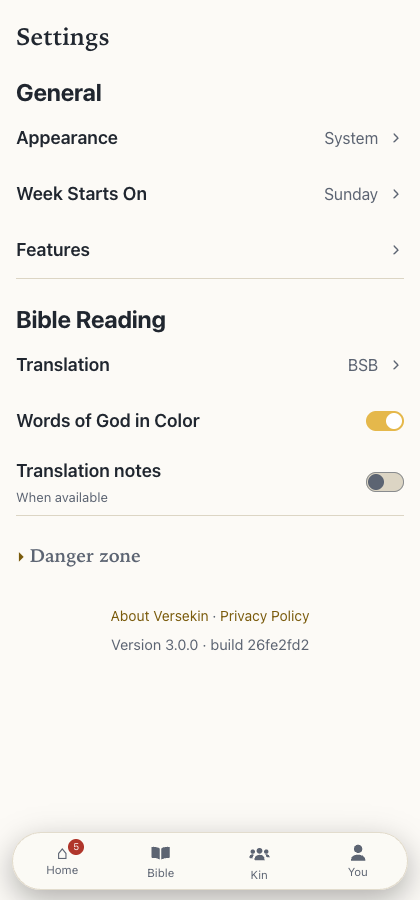 Settings
General
Appearance System
Week Starts On Sunday
Features
Bible Reading
Translation BSB
Words of God in Color
Translation notes
When available
Danger zone
About Versekin · Privacy Policy
Version 3.0.0 · build 26fe2fd2
5
Home Bible Kin You